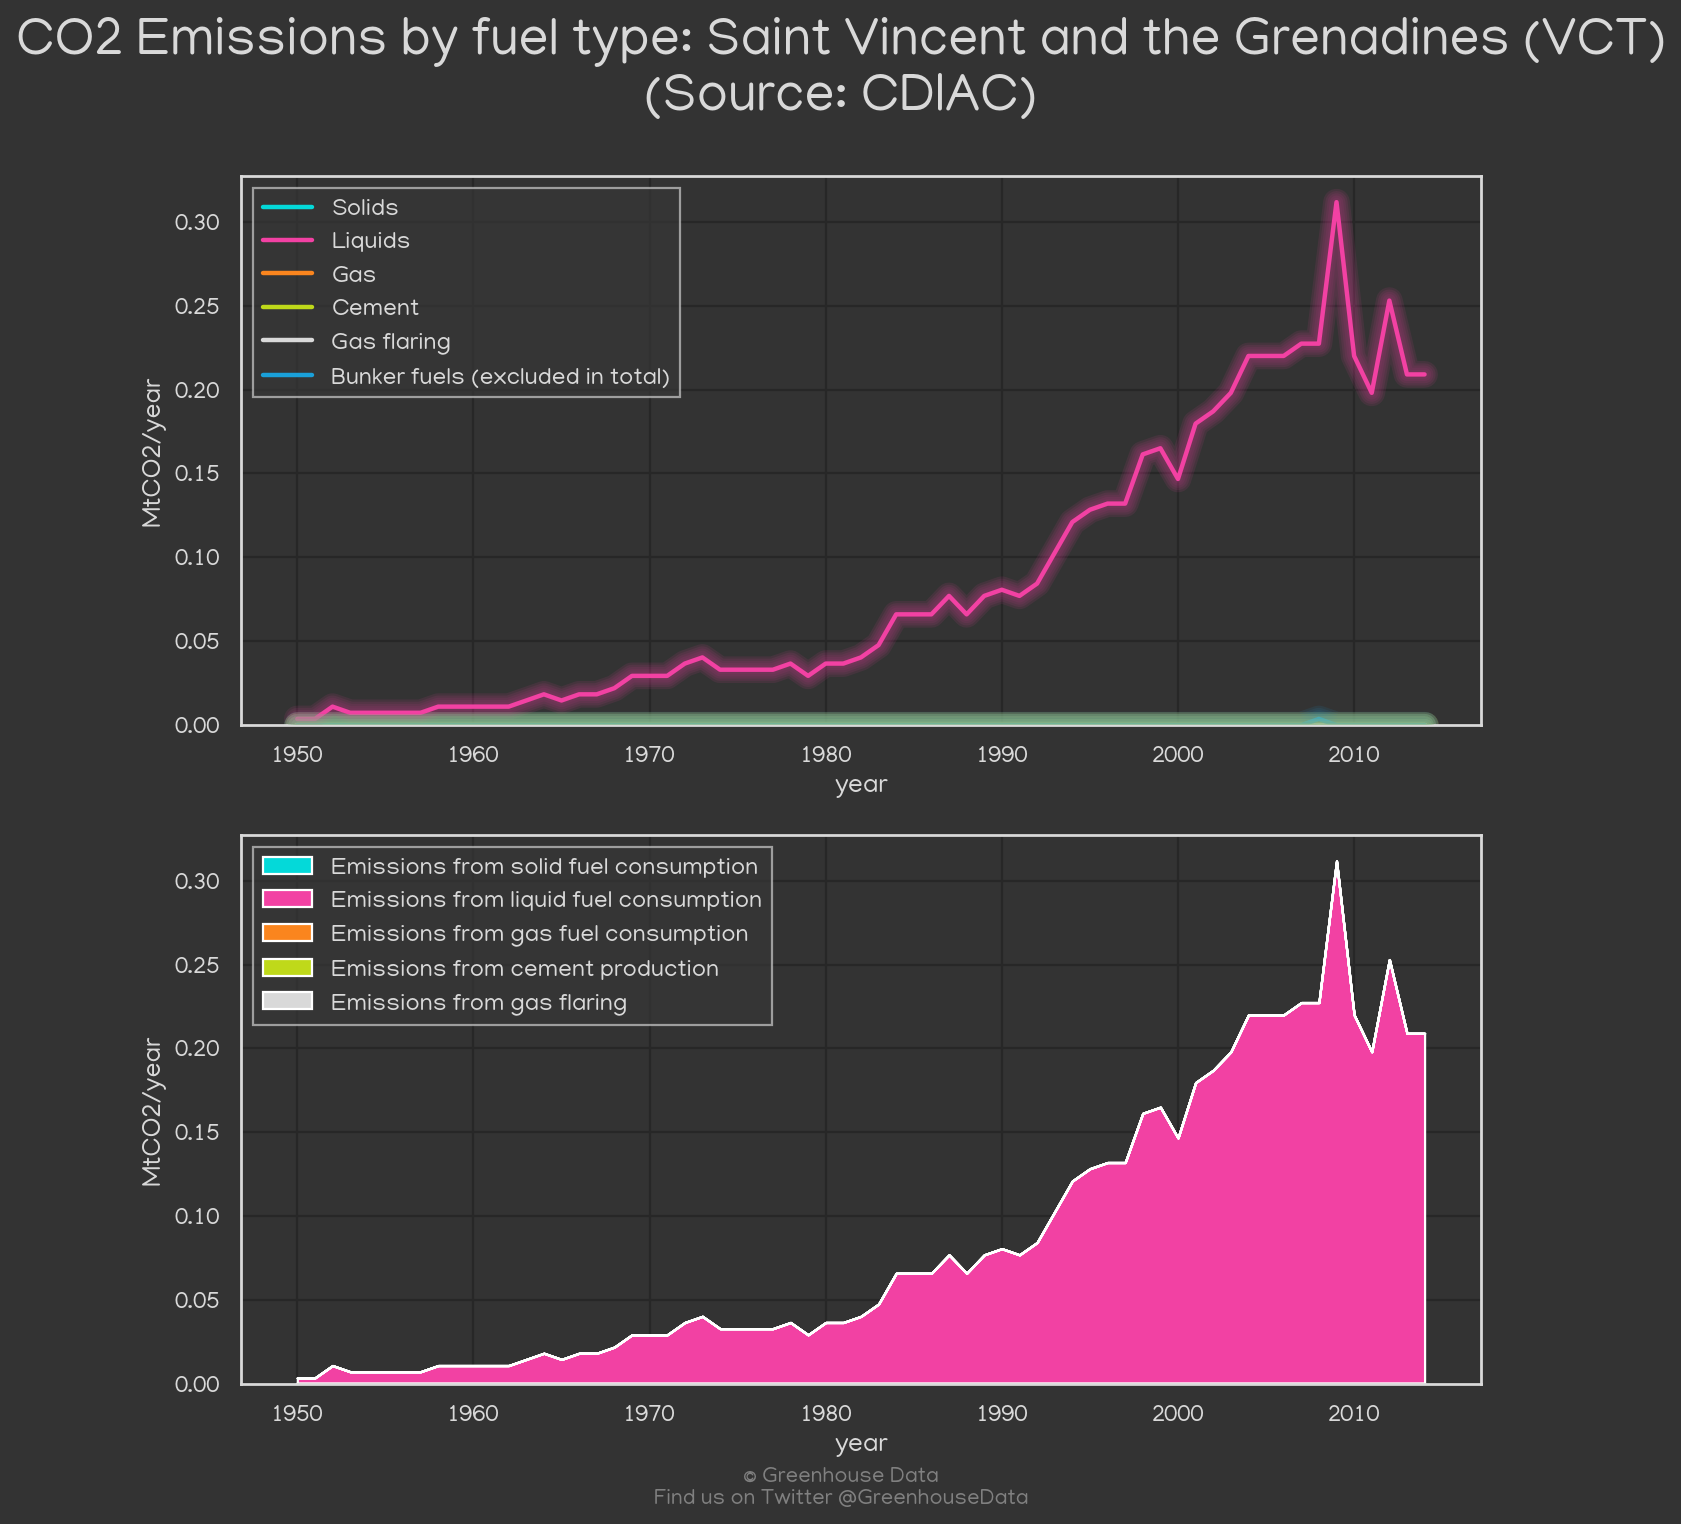 CO2 Emissions by fuel type: Saint Vincent and the Grenadines (VCT)
(Source: CDIAC)
Solids
Liquids
Gas
Cement
Gas flaring
Bunker fuels (excluded in total)
MtCO2/year
0.30
0.25
0.20
0.15
0.10
0.05
0.00
1950 1960 1970 1980 1990 2000 2010
year
Emissions from solid fuel consumption
Emissions from liquid fuel consumption
Emissions from gas fuel consumption
Emissions from cement production
Emissions from gas flaring
MtCO2/year
0.30
0.25
0.20
0.15
0.10
0.05
0.00
1950 1960 1970 1980 1990 2000 2010
year
© Greenhouse Data
Find us on Twitter @GreenhouseData